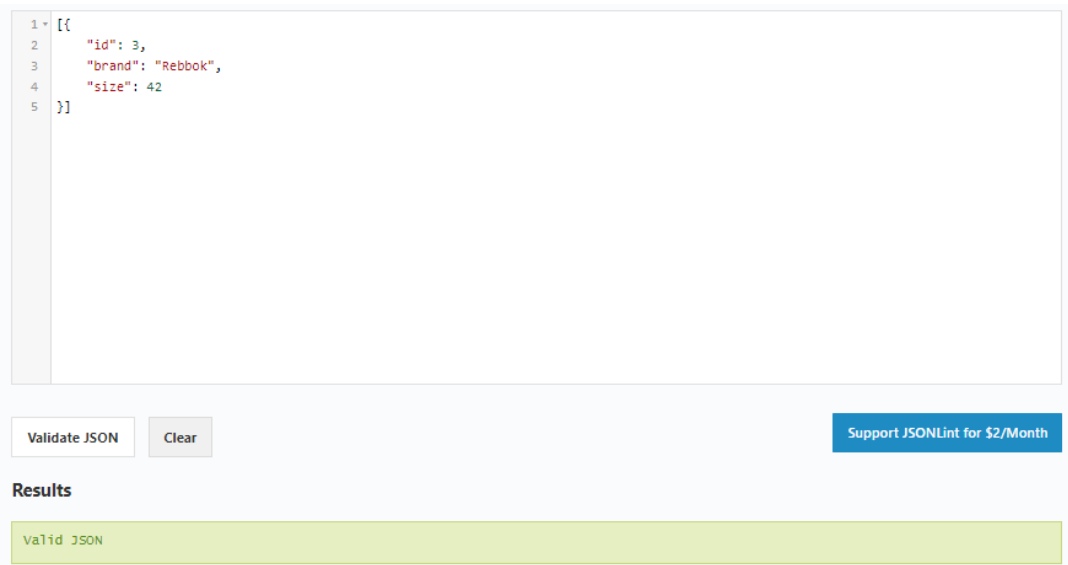 1 [{
2 "id": 3,
3 "brand": "Rebbok",
4 "size": 42
5 }]
Validate JSON Clear Support JSONLint for $2/Month
Results
Valid JSON